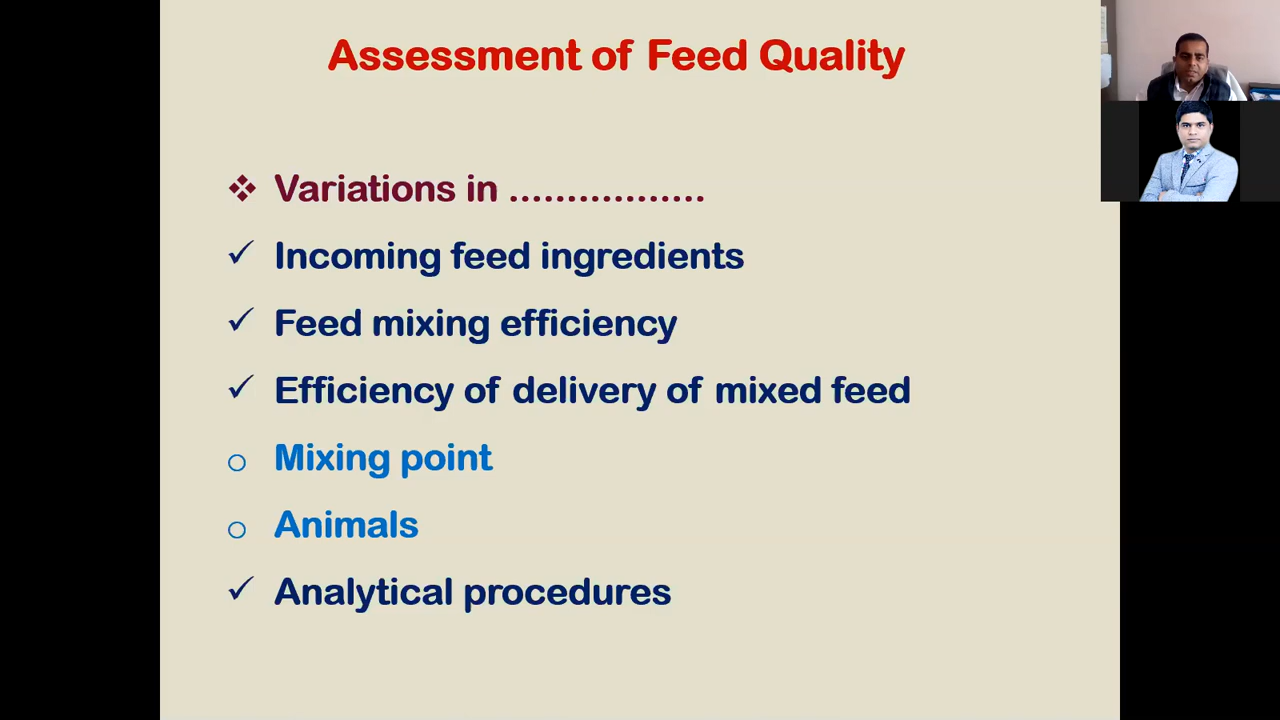 Assessment of Feed Quality
❖ Variations in .................
✓ Incoming feed ingredients
✓ Feed mixing efficiency
✓ Efficiency of delivery of mixed feed
o Mixing point
o Animals
✓ Analytical procedures